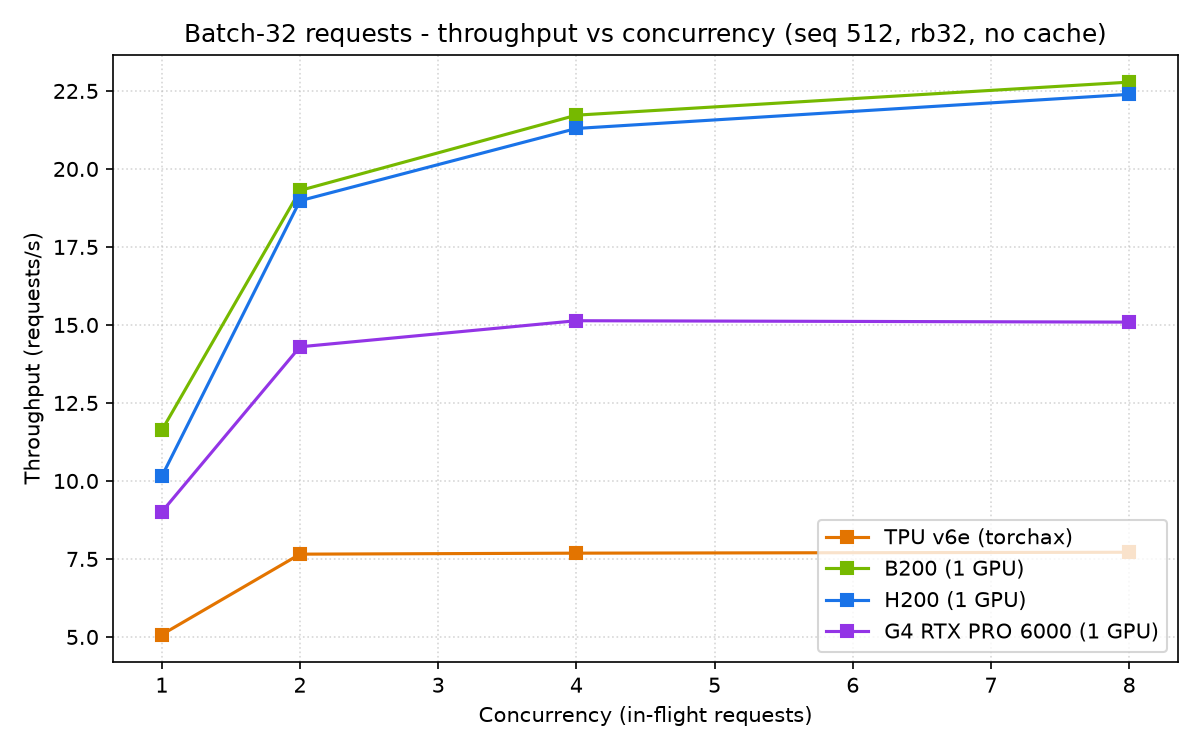 Batch-32 requests - throughput vs concurrency (seq 512, rb32, no cache)
Throughput (requests/s)
22.5
20.0
17.5
15.0
12.5
10.0
7.5
5.0
TPU v6e (torchax)
B200 (1 GPU)
H200 (1 GPU)
G4 RTX PRO 6000 (1 GPU)
1 2 3 4 5 6 7 8
Concurrency (in-flight requests)